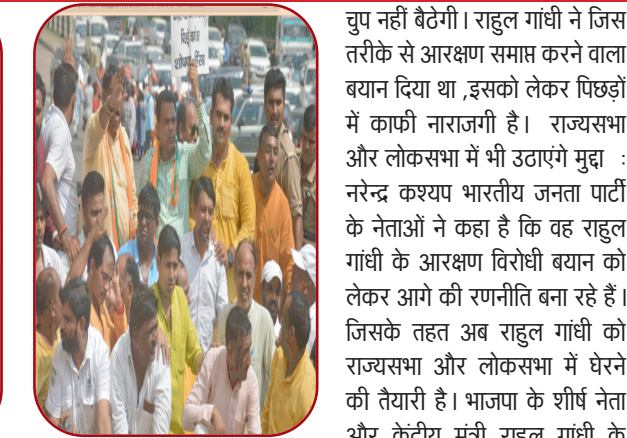 चुप नहीं बैठेगी। राहुल गांधी ने जिस
तरीके से आरक्षण समाप्त करने वाला
बयान दिया था ,इसको लेकर पिछड़ों
में काफी नाराजगी है। राज्यसभा
और लोकसभा में भी उठाएंगे मुद्दा :
नरेन्द्र कश्यप भारतीय जनता पार्टी
के नेताओं ने कहा है कि वह राहुल
गांधी के आरक्षण विरोधी बयान को
लेकर आगे की रणनीति बना रहे हैं।
जिसके तहत अब राहुल गांधी को
राज्यसभा और लोकसभा में घेरने
की तैयारी है। भाजपा के शीर्ष नेता
और केंद्रीय मंत्री राहुल गांधी के